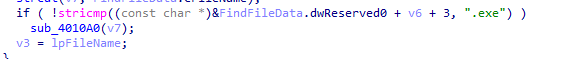 if ( !stricmp((const char *)&FindFileData.dwReserved0 + v6 + 3, ".exe") )
sub_4010A0(v7);
v3 = lpFileName;
}